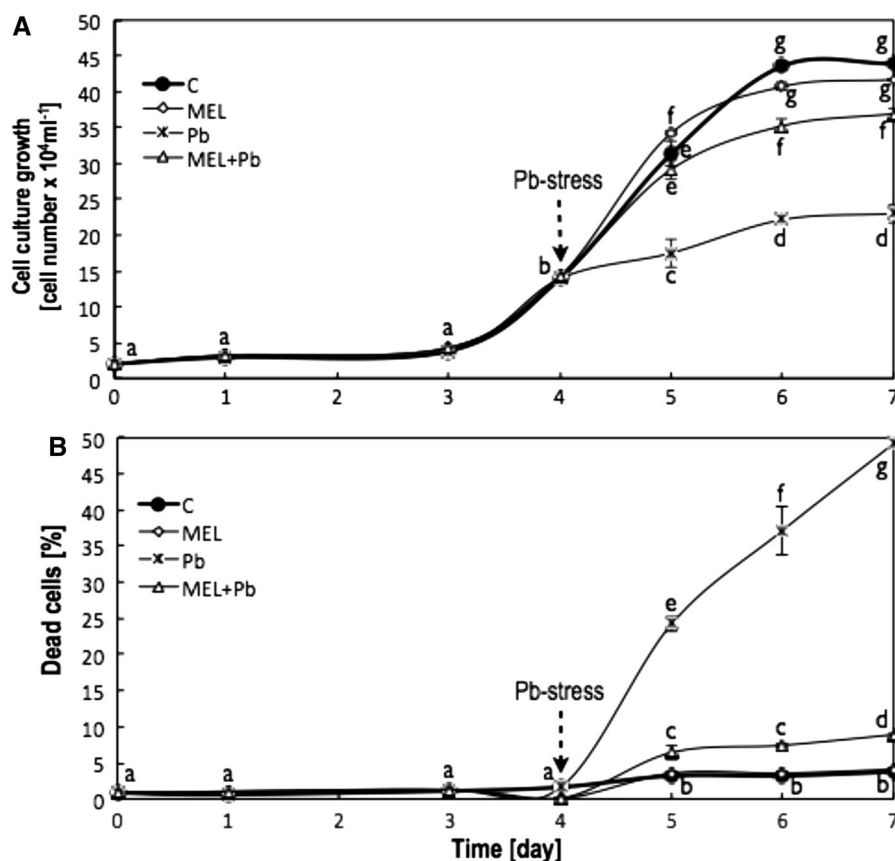 A
Cell culture growth
[cell number x 10⁴ml⁻¹]
50
45
40
35
30
25
20
15
10
5
0
C
MEL
Pb
MEL+Pb
Pb-stress
a
a
a
b
f
e
e
c
g
g
f
d
g
g
f
d
0 1 2 3 4 5 6 7
B
Dead cells [%]
50
45
40
35
30
25
20
15
10
5
0
C
MEL
Pb
MEL+Pb
Pb-stress
a
a
a
a
e
c
b
f
c
b
g
d
b
0 1 2 3 4 5 6 7
Time [day]